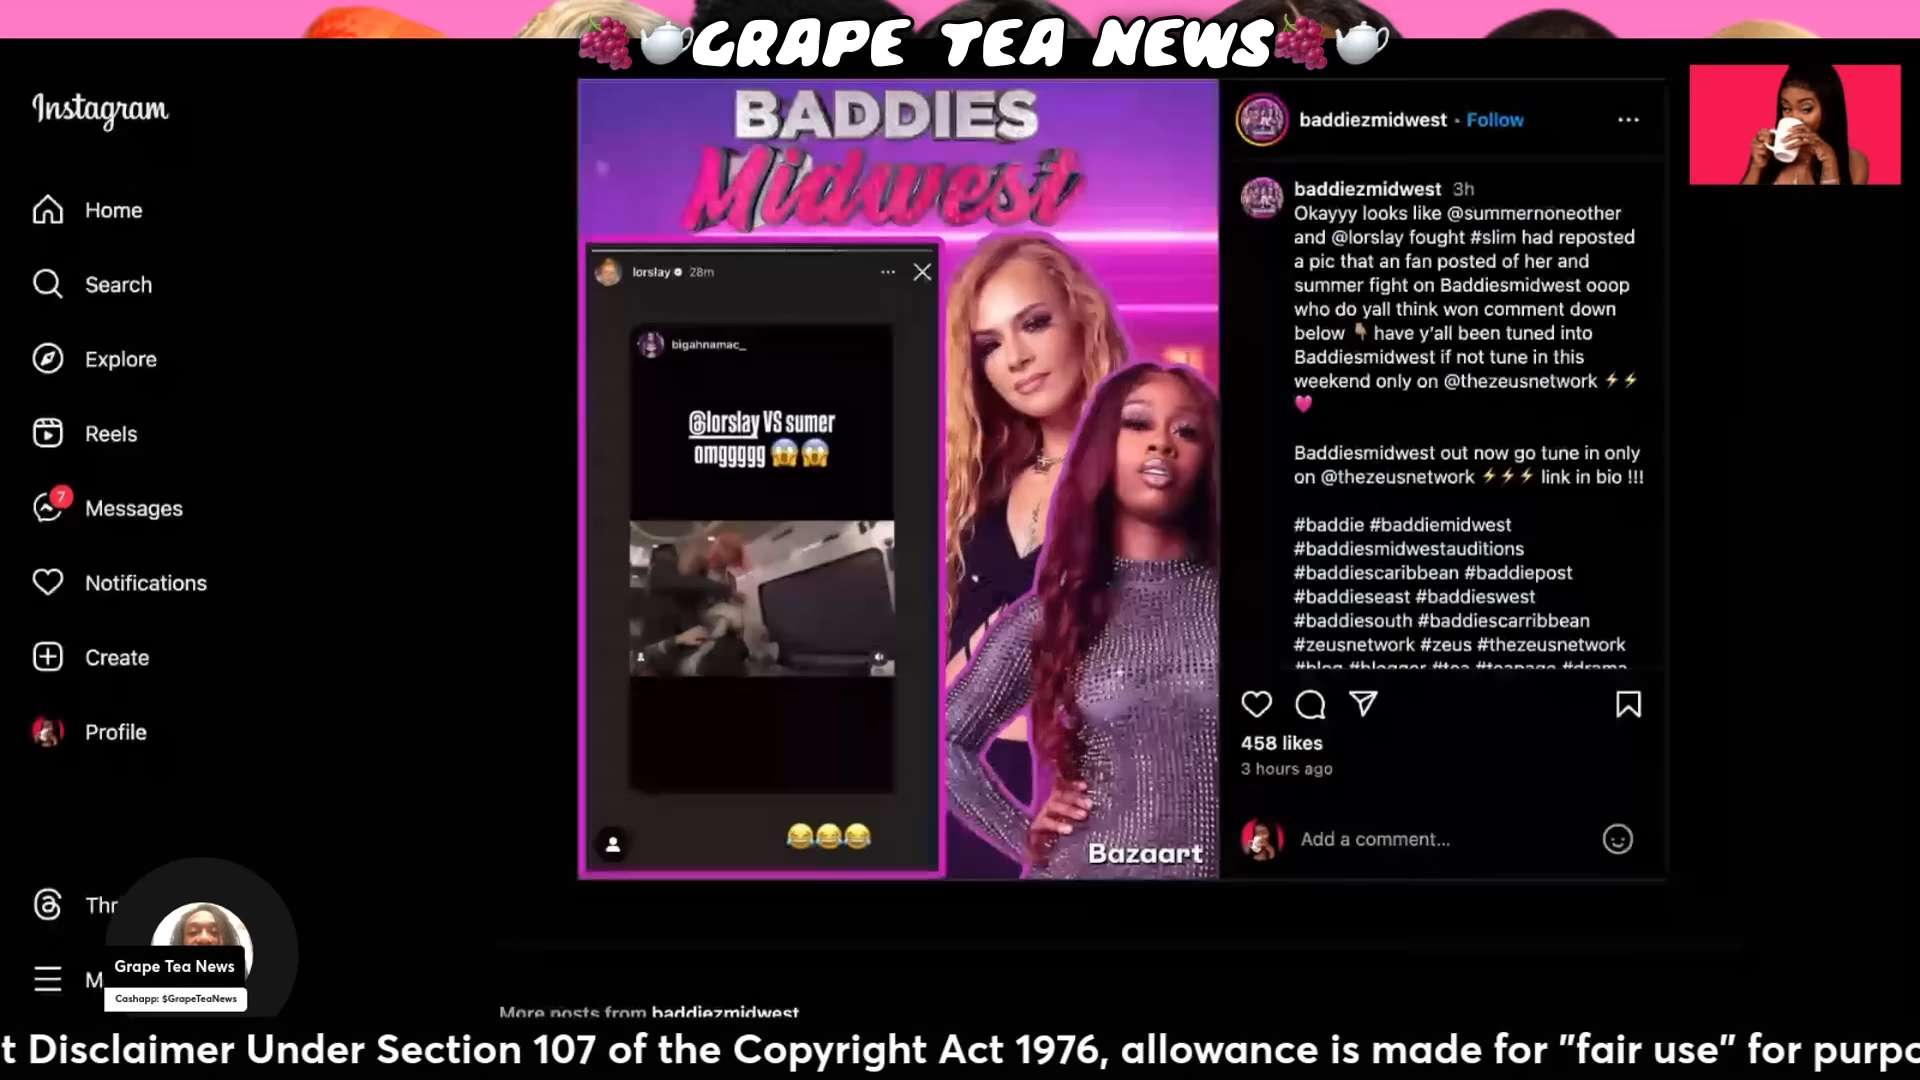 GRAPE TEA NEWS
Instagram
Home
Search
Explore
Reels
7
Messages
Notifications
Create
Profile
Thr
M
Grape Tea News
Cashapp: $GrapeTeaNews
BADDIES
Midwest
lorslay 28m
bigahnamac_
@lorslay VS sumer
omggggg 😱😱
😂😂😂
Bazaart
baddiezmidwest • Follow
baddiezmidwest 3h
Okayyy looks like @summernoneother
and @lorslay fought #slim had reposted
a pic that an fan posted of her and
summer fight on Baddiesmidwest ooop
who do yall think won comment down
below 👇🏽 have y'all been tuned into
Baddiesmidwest if not tune in this
weekend only on @thezeusnetwork ⚡⚡
💗
Baddiesmidwest out now go tune in only
on @thezeusnetwork ⚡⚡⚡ link in bio !!!
#baddie #baddiemidwest
#baddiesmidwestauditions
#baddiescaribbean #baddiepost
#baddieseast #baddieswest
#baddiessouth #baddiescarribbean
#zeusnetwork #zeus #thezeusnetwork
#blog #blogger #tea #teapage #drama
458 likes
3 hours ago
Add a comment...
More posts from baddiezmidwest
t Disclaimer Under Section 107 of the Copyright Act 1976, allowance is made for "fair use" for purpo